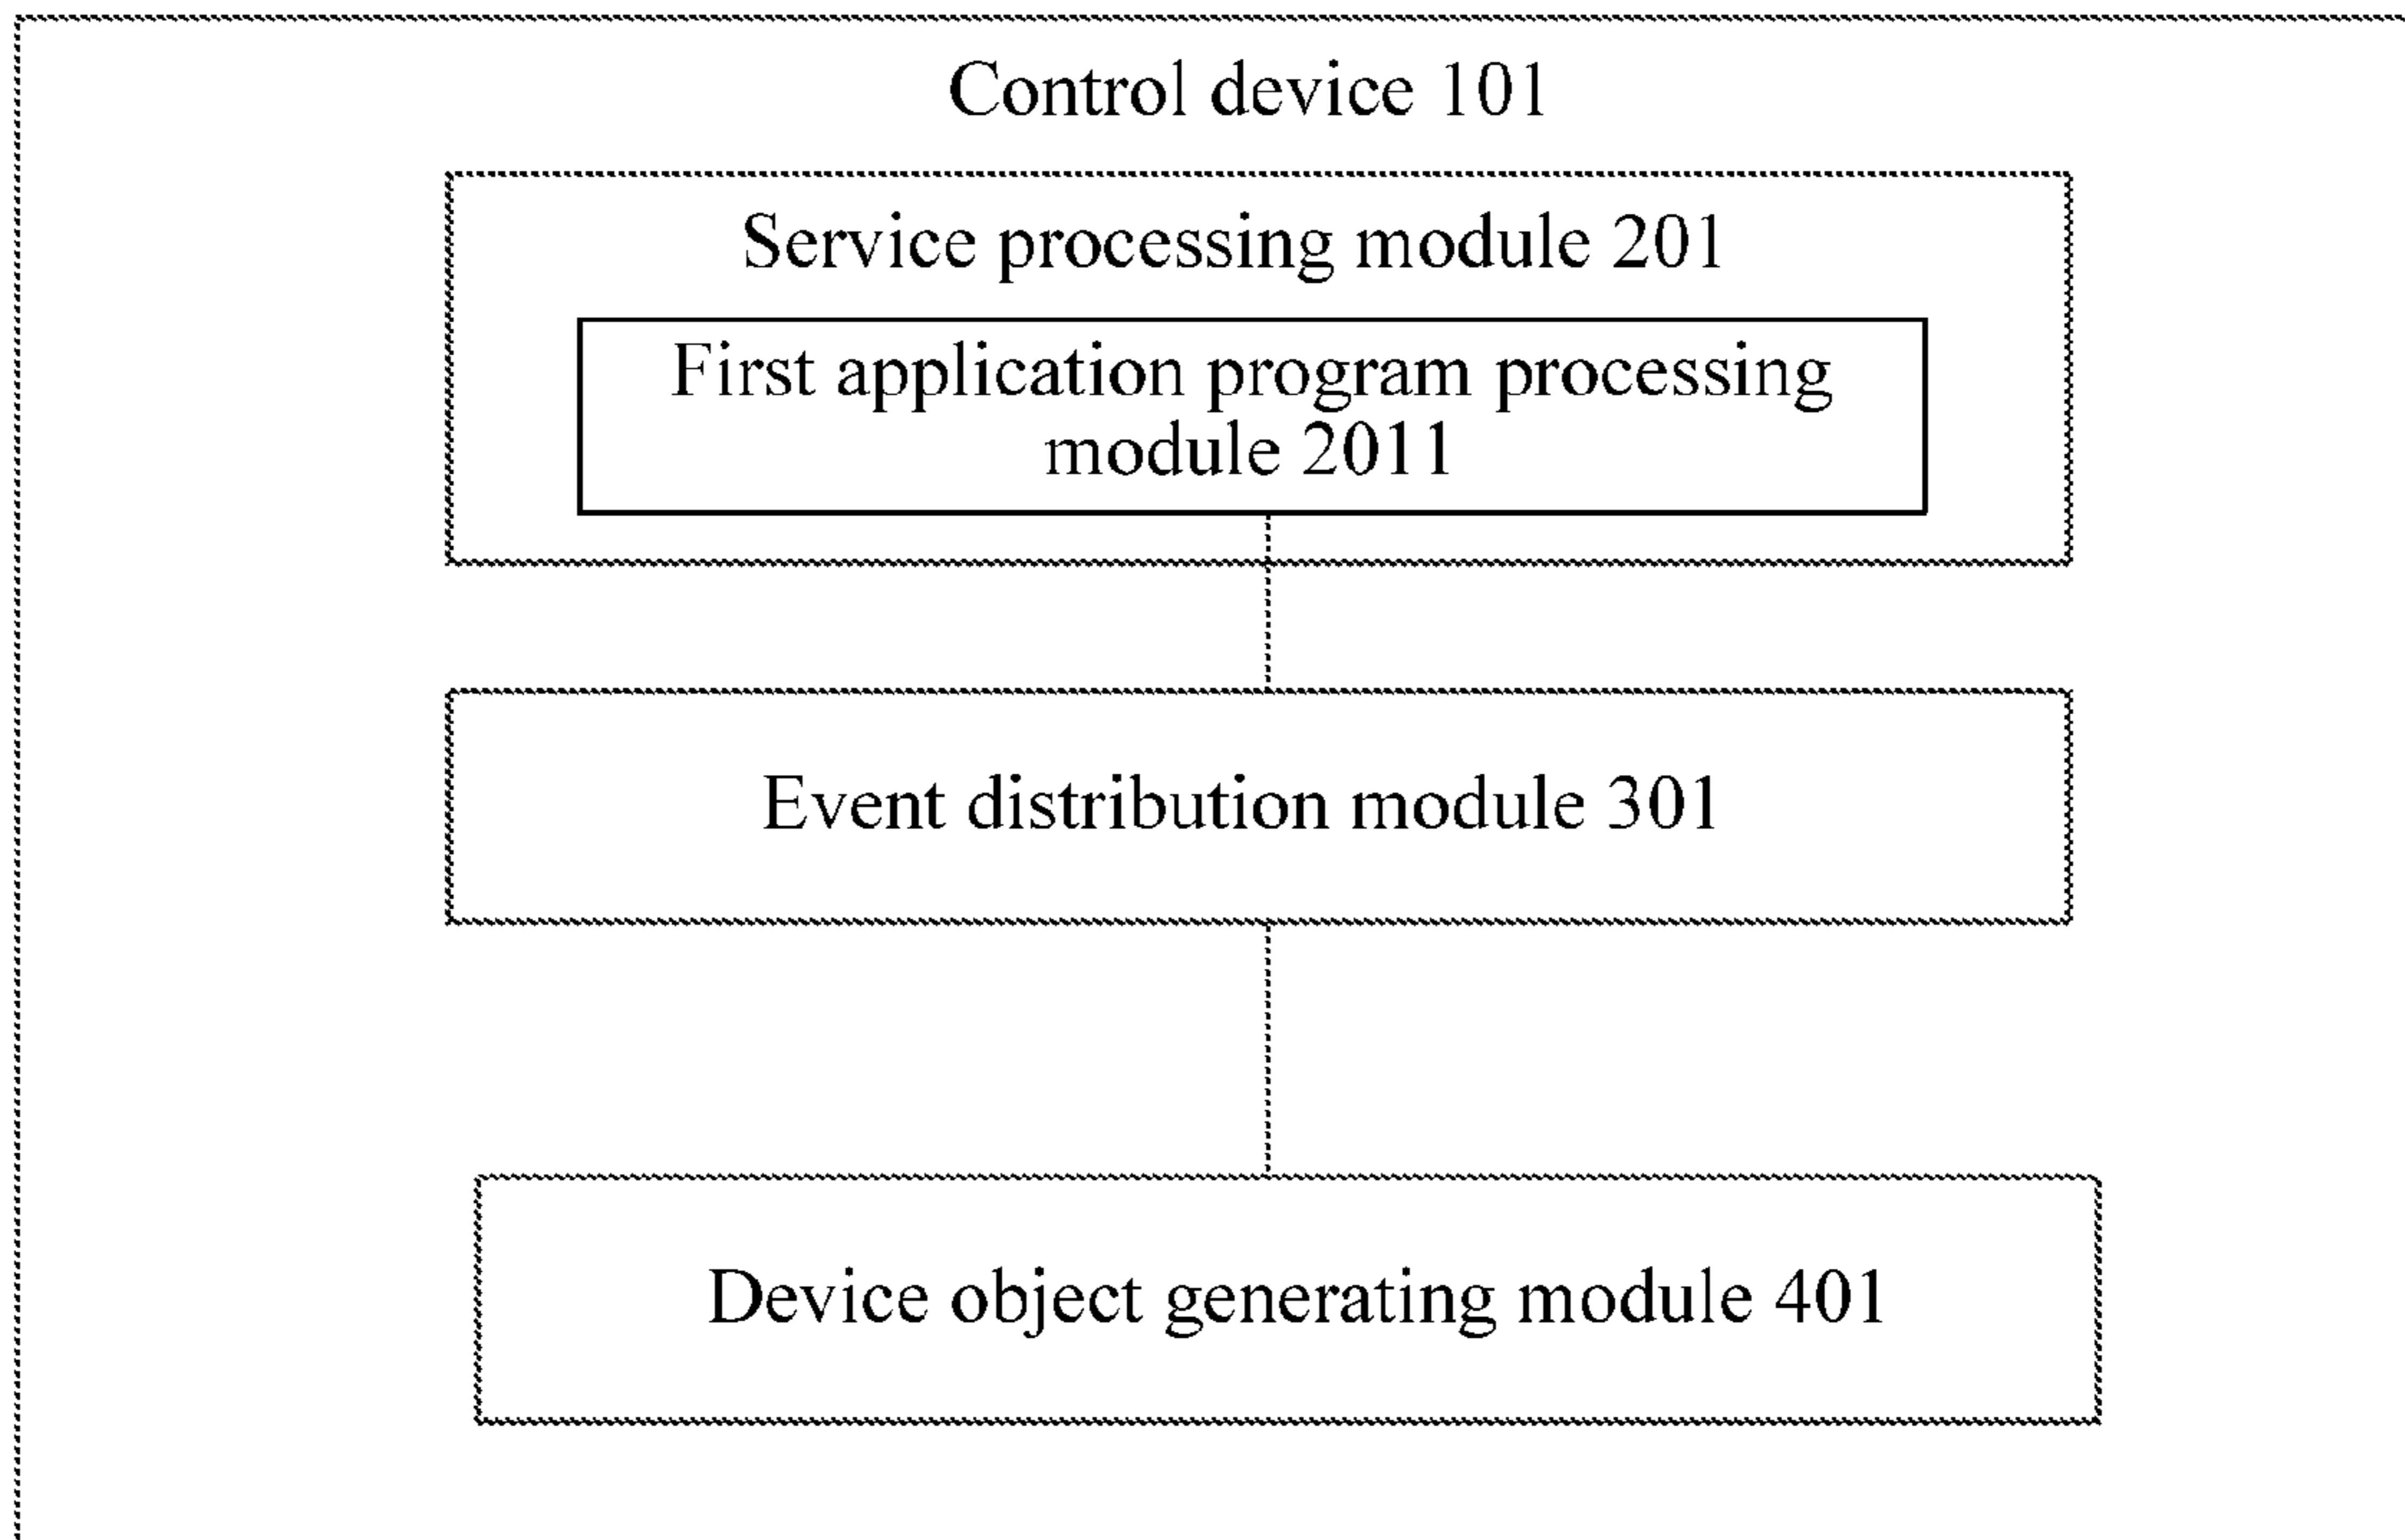 Control device 101
Service processing module 201
First application program processing
module 2011
Event distribution module 301
Device object generating module 401